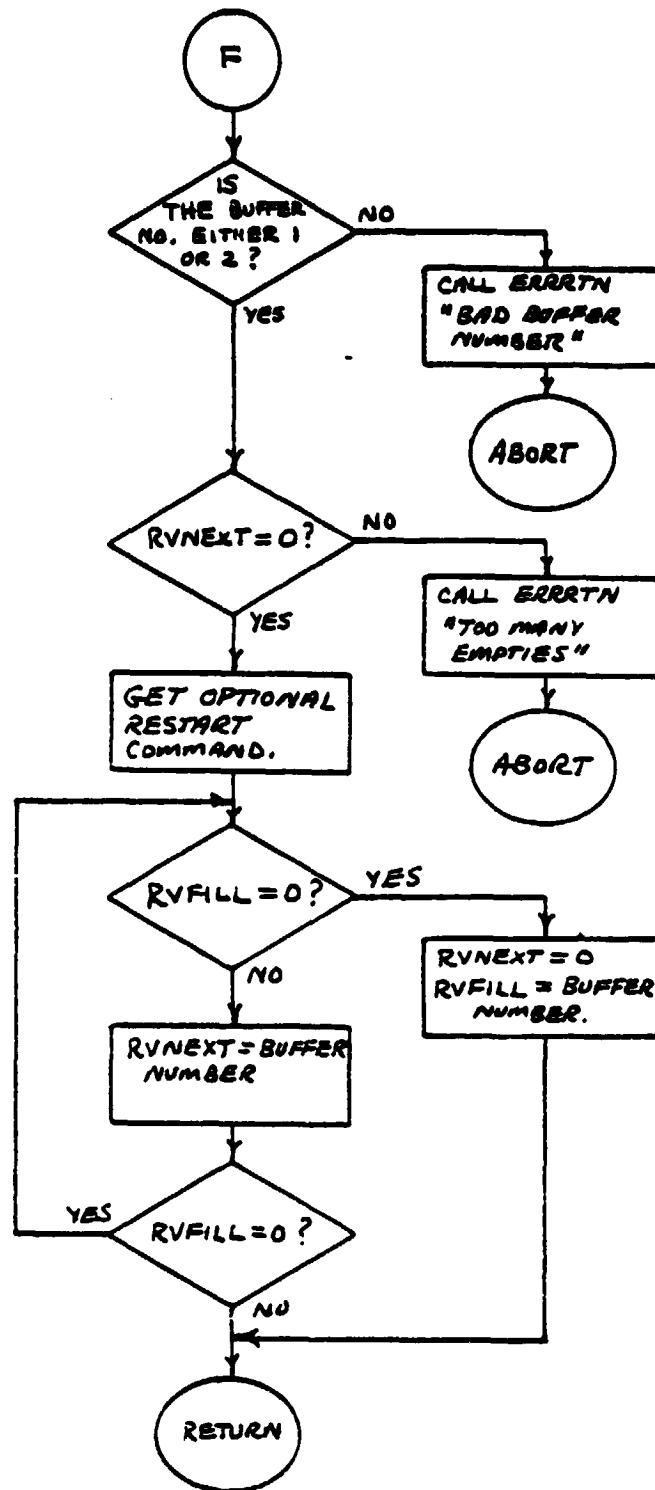 F
IS
THE BUFFER
NO. EITHER 1
OR 2?
NO
YES
CALL ERRRTN
"BAD BUFFER
NUMBER"
ABORT
RVNEXT=0?
NO
YES
CALL ERRRTN
"TOO MANY
EMPTIES"
ABORT
GET OPTIONAL
RESTART
COMMAND.
RVFILL=0?
YES
NO
RVNEXT=0
RVFILL=BUFFER
NUMBER.
RVNEXT=BUFFER
NUMBER
RVFILL=0?
YES
NO
RETURN